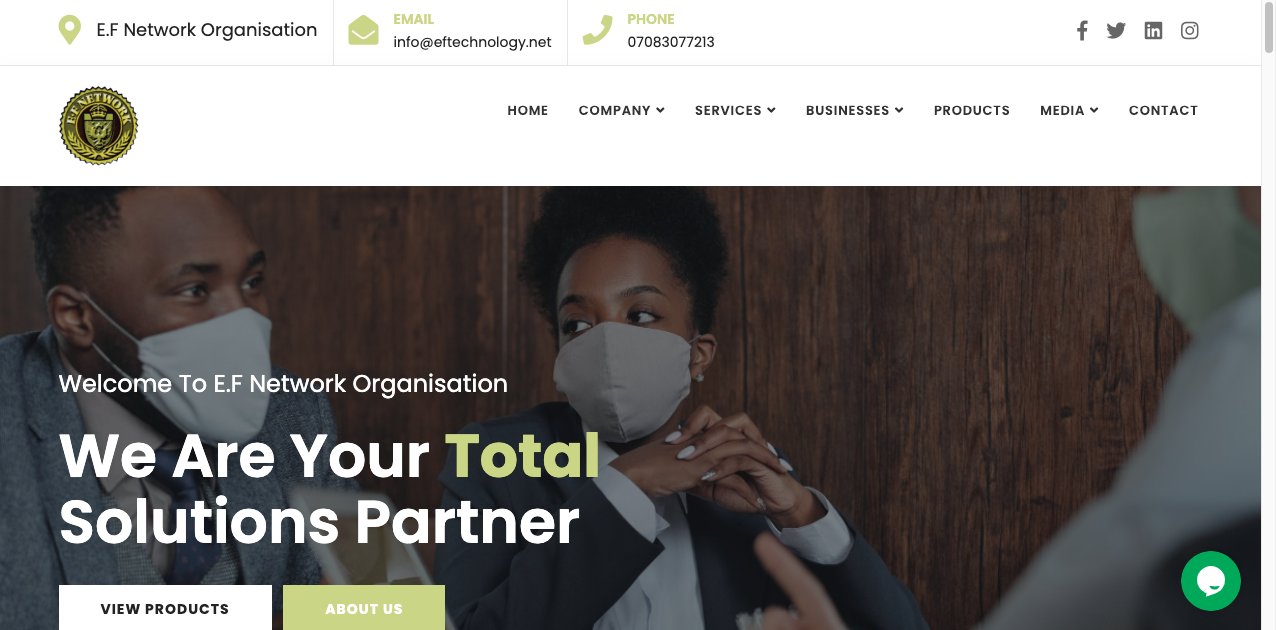 E.F Network Organisation
EMAIL
info@eftechnology.net
PHONE
07083077213
E.F NETWORK
HOME
COMPANY
SERVICES
BUSINESSES
PRODUCTS
MEDIA
CONTACT
Welcome To E.F Network Organisation
We Are Your Total
Solutions Partner
VIEW PRODUCTS
ABOUT US